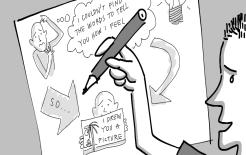 I COULDN'T FIND
THE WORDS TO TELL
YOU HOW I FEEL
SO...
I DREW
YOU A
PICTURE